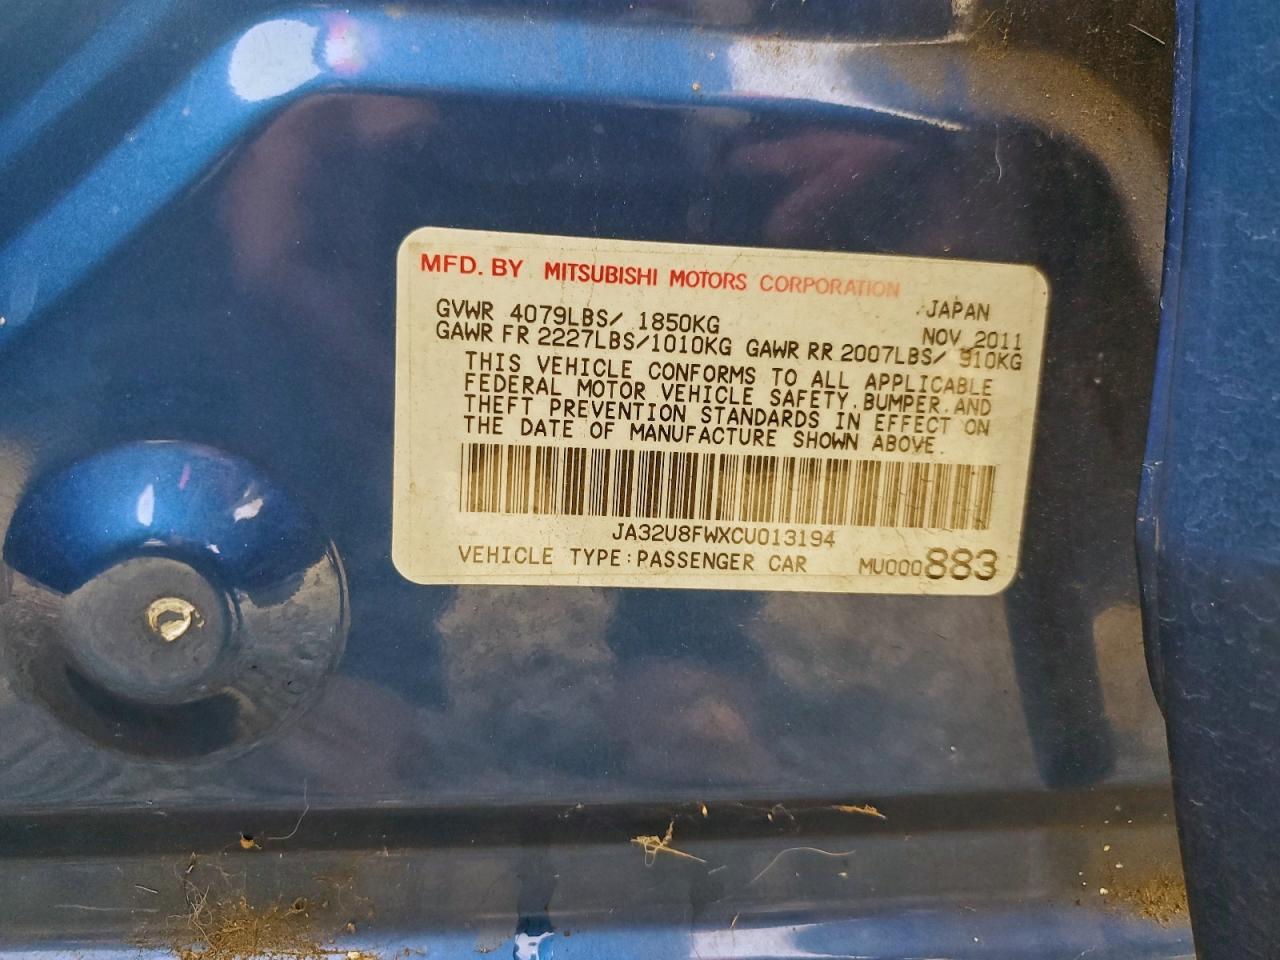 MFD. BY MITSUBISHI MOTORS CORPORATION
JAPAN
GVWR 4079LBS/ 1850KG NOV 2011
GAWR FR 2227LBS/1010KG GAWR RR 2007LBS/ 910KG
THIS VEHICLE CONFORMS TO ALL APPLICABLE
FEDERAL MOTOR VEHICLE SAFETY, BUMPER, AND
THEFT PREVENTION STANDARDS IN EFFECT ON
THE DATE OF MANUFACTURE SHOWN ABOVE.
JA32U8FWXCU013194
VEHICLE TYPE:PASSENGER CAR MU000883